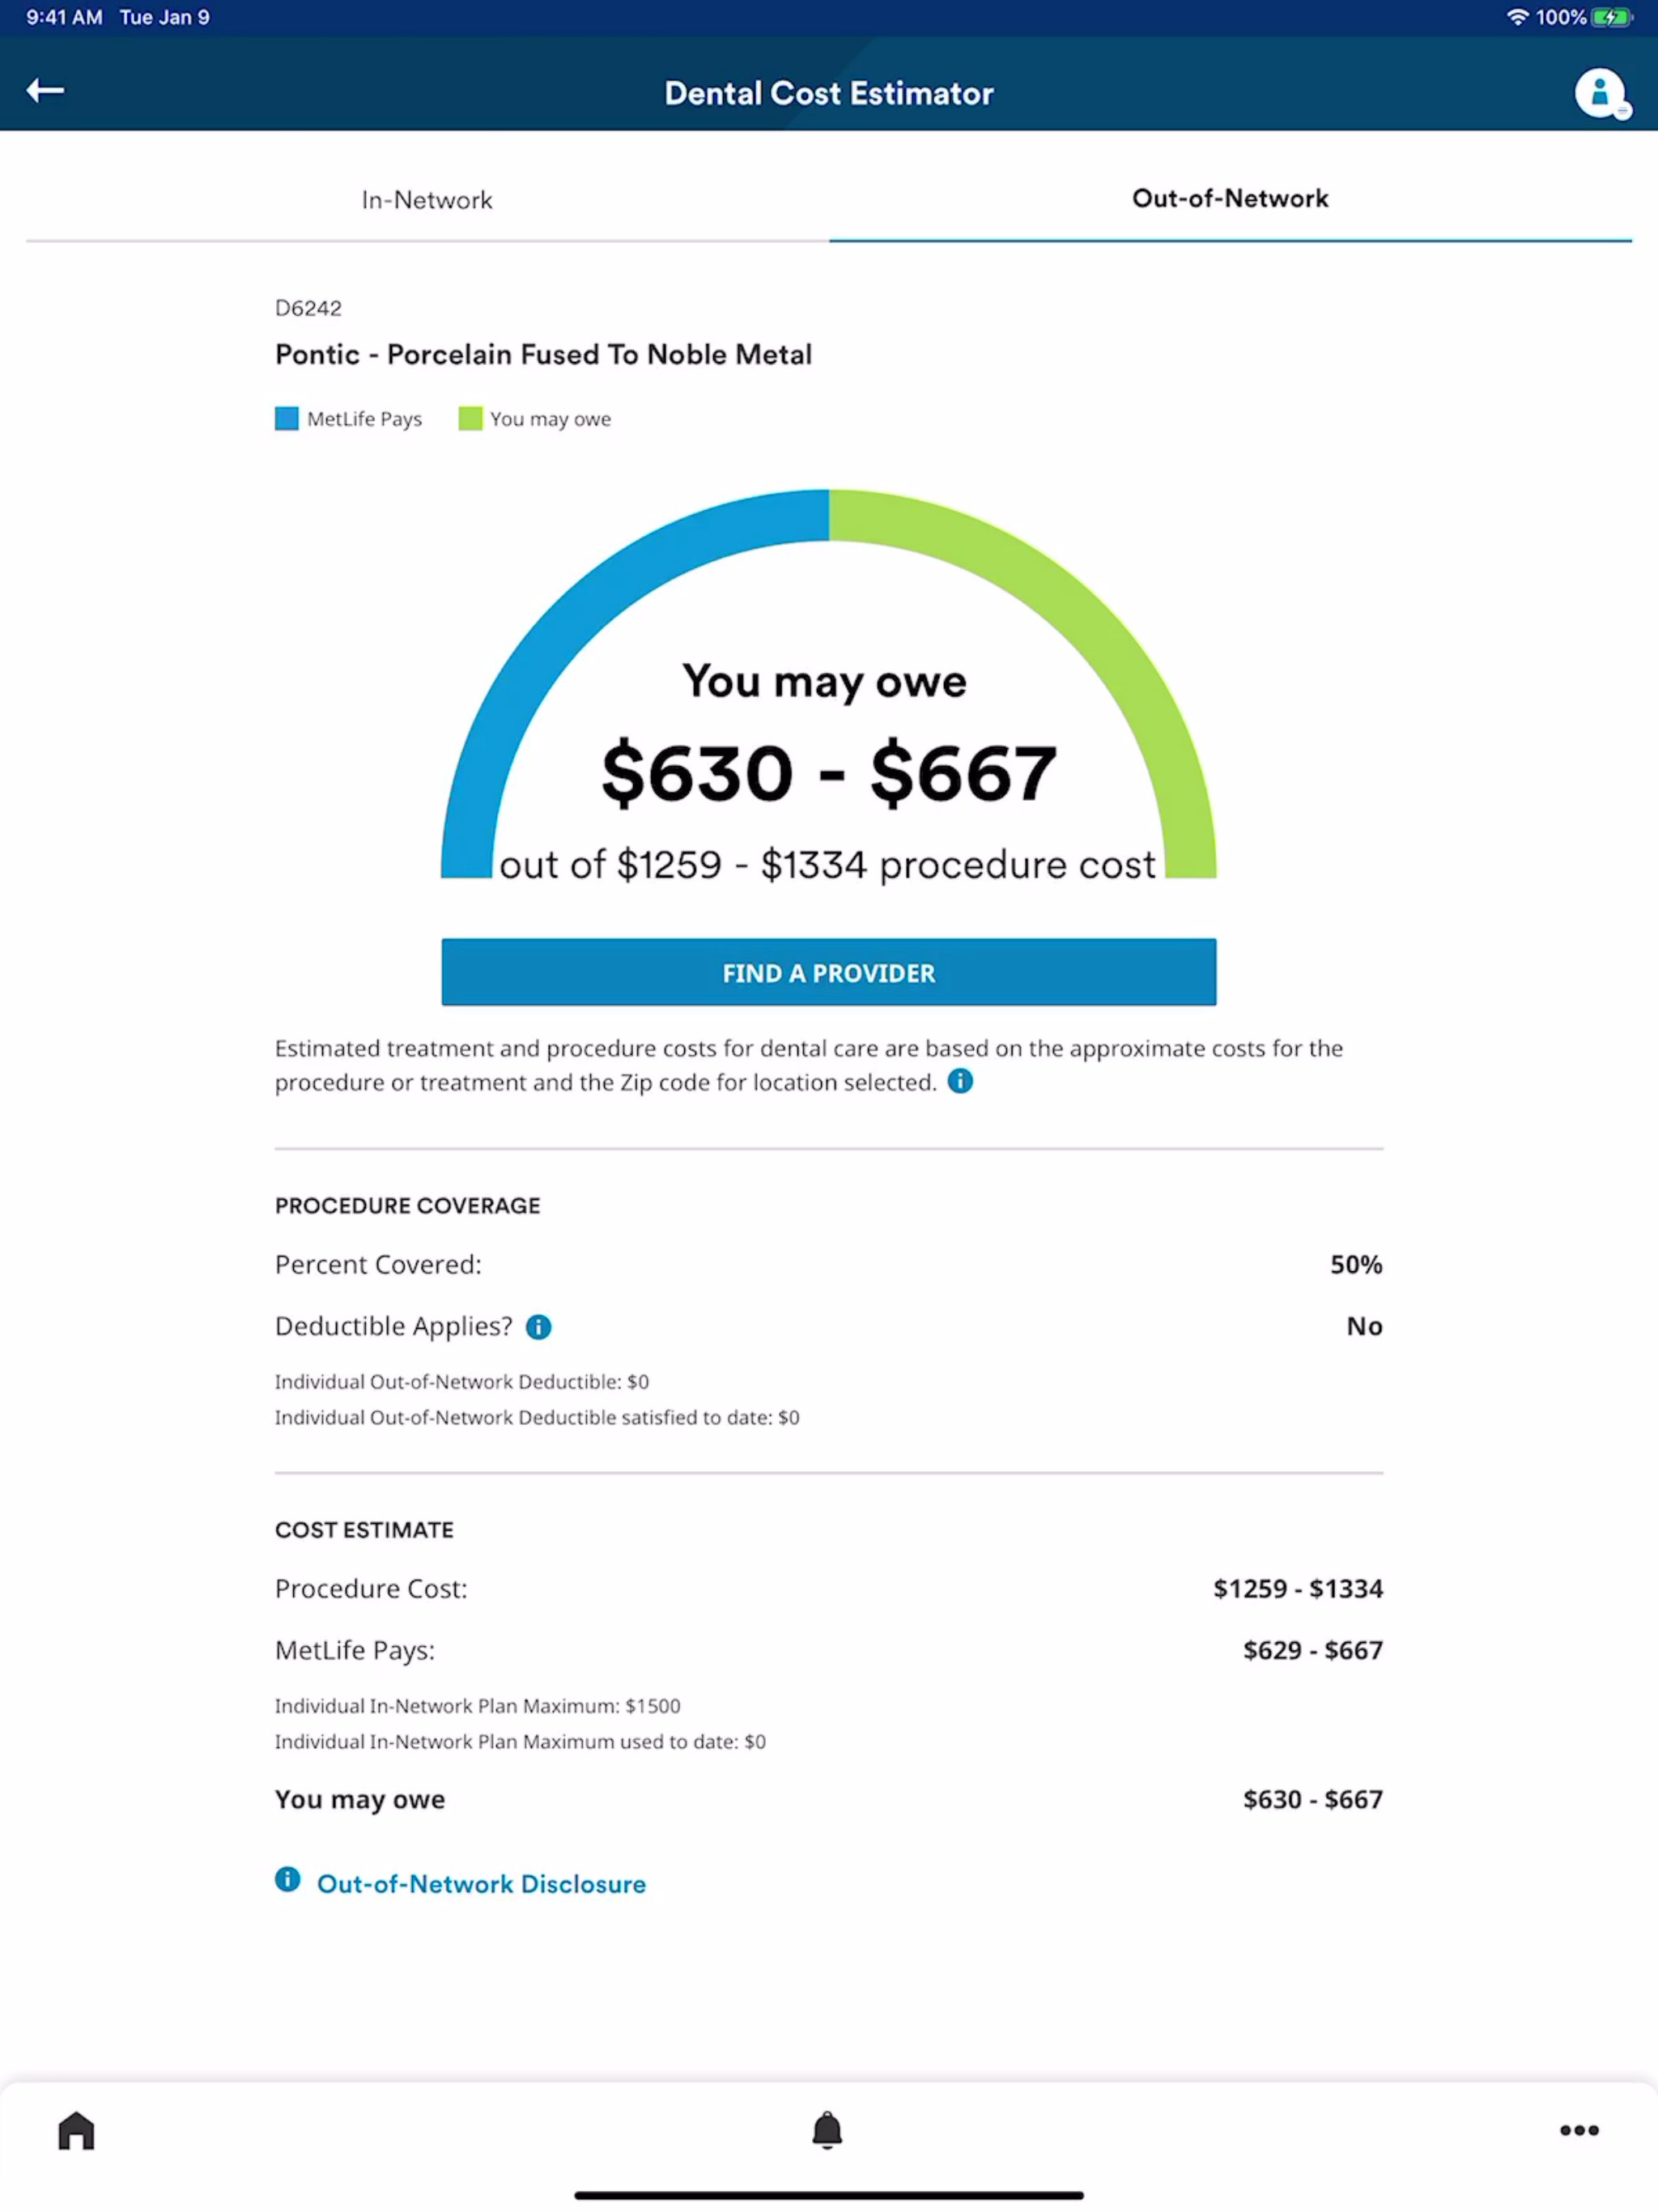 9:41 AM Tue Jan 9
100%
Dental Cost Estimator
In-Network
Out-of-Network
D6242
Pontic - Porcelain Fused To Noble Metal
MetLife Pays
You may owe
You may owe
$630 - $667
out of $1259 - $1334 procedure cost
FIND A PROVIDER
Estimated treatment and procedure costs for dental care are based on the approximate costs for the
procedure or treatment and the Zip code for location selected.
PROCEDURE COVERAGE
Percent Covered: 50%
Deductible Applies? No
Individual Out-of-Network Deductible: $0
Individual Out-of-Network Deductible satisfied to date: $0
COST ESTIMATE
Procedure Cost: $1259 - $1334
MetLife Pays: $629 - $667
Individual In-Network Plan Maximum: $1500
Individual In-Network Plan Maximum used to date: $0
You may owe $630 - $667
Out-of-Network Disclosure